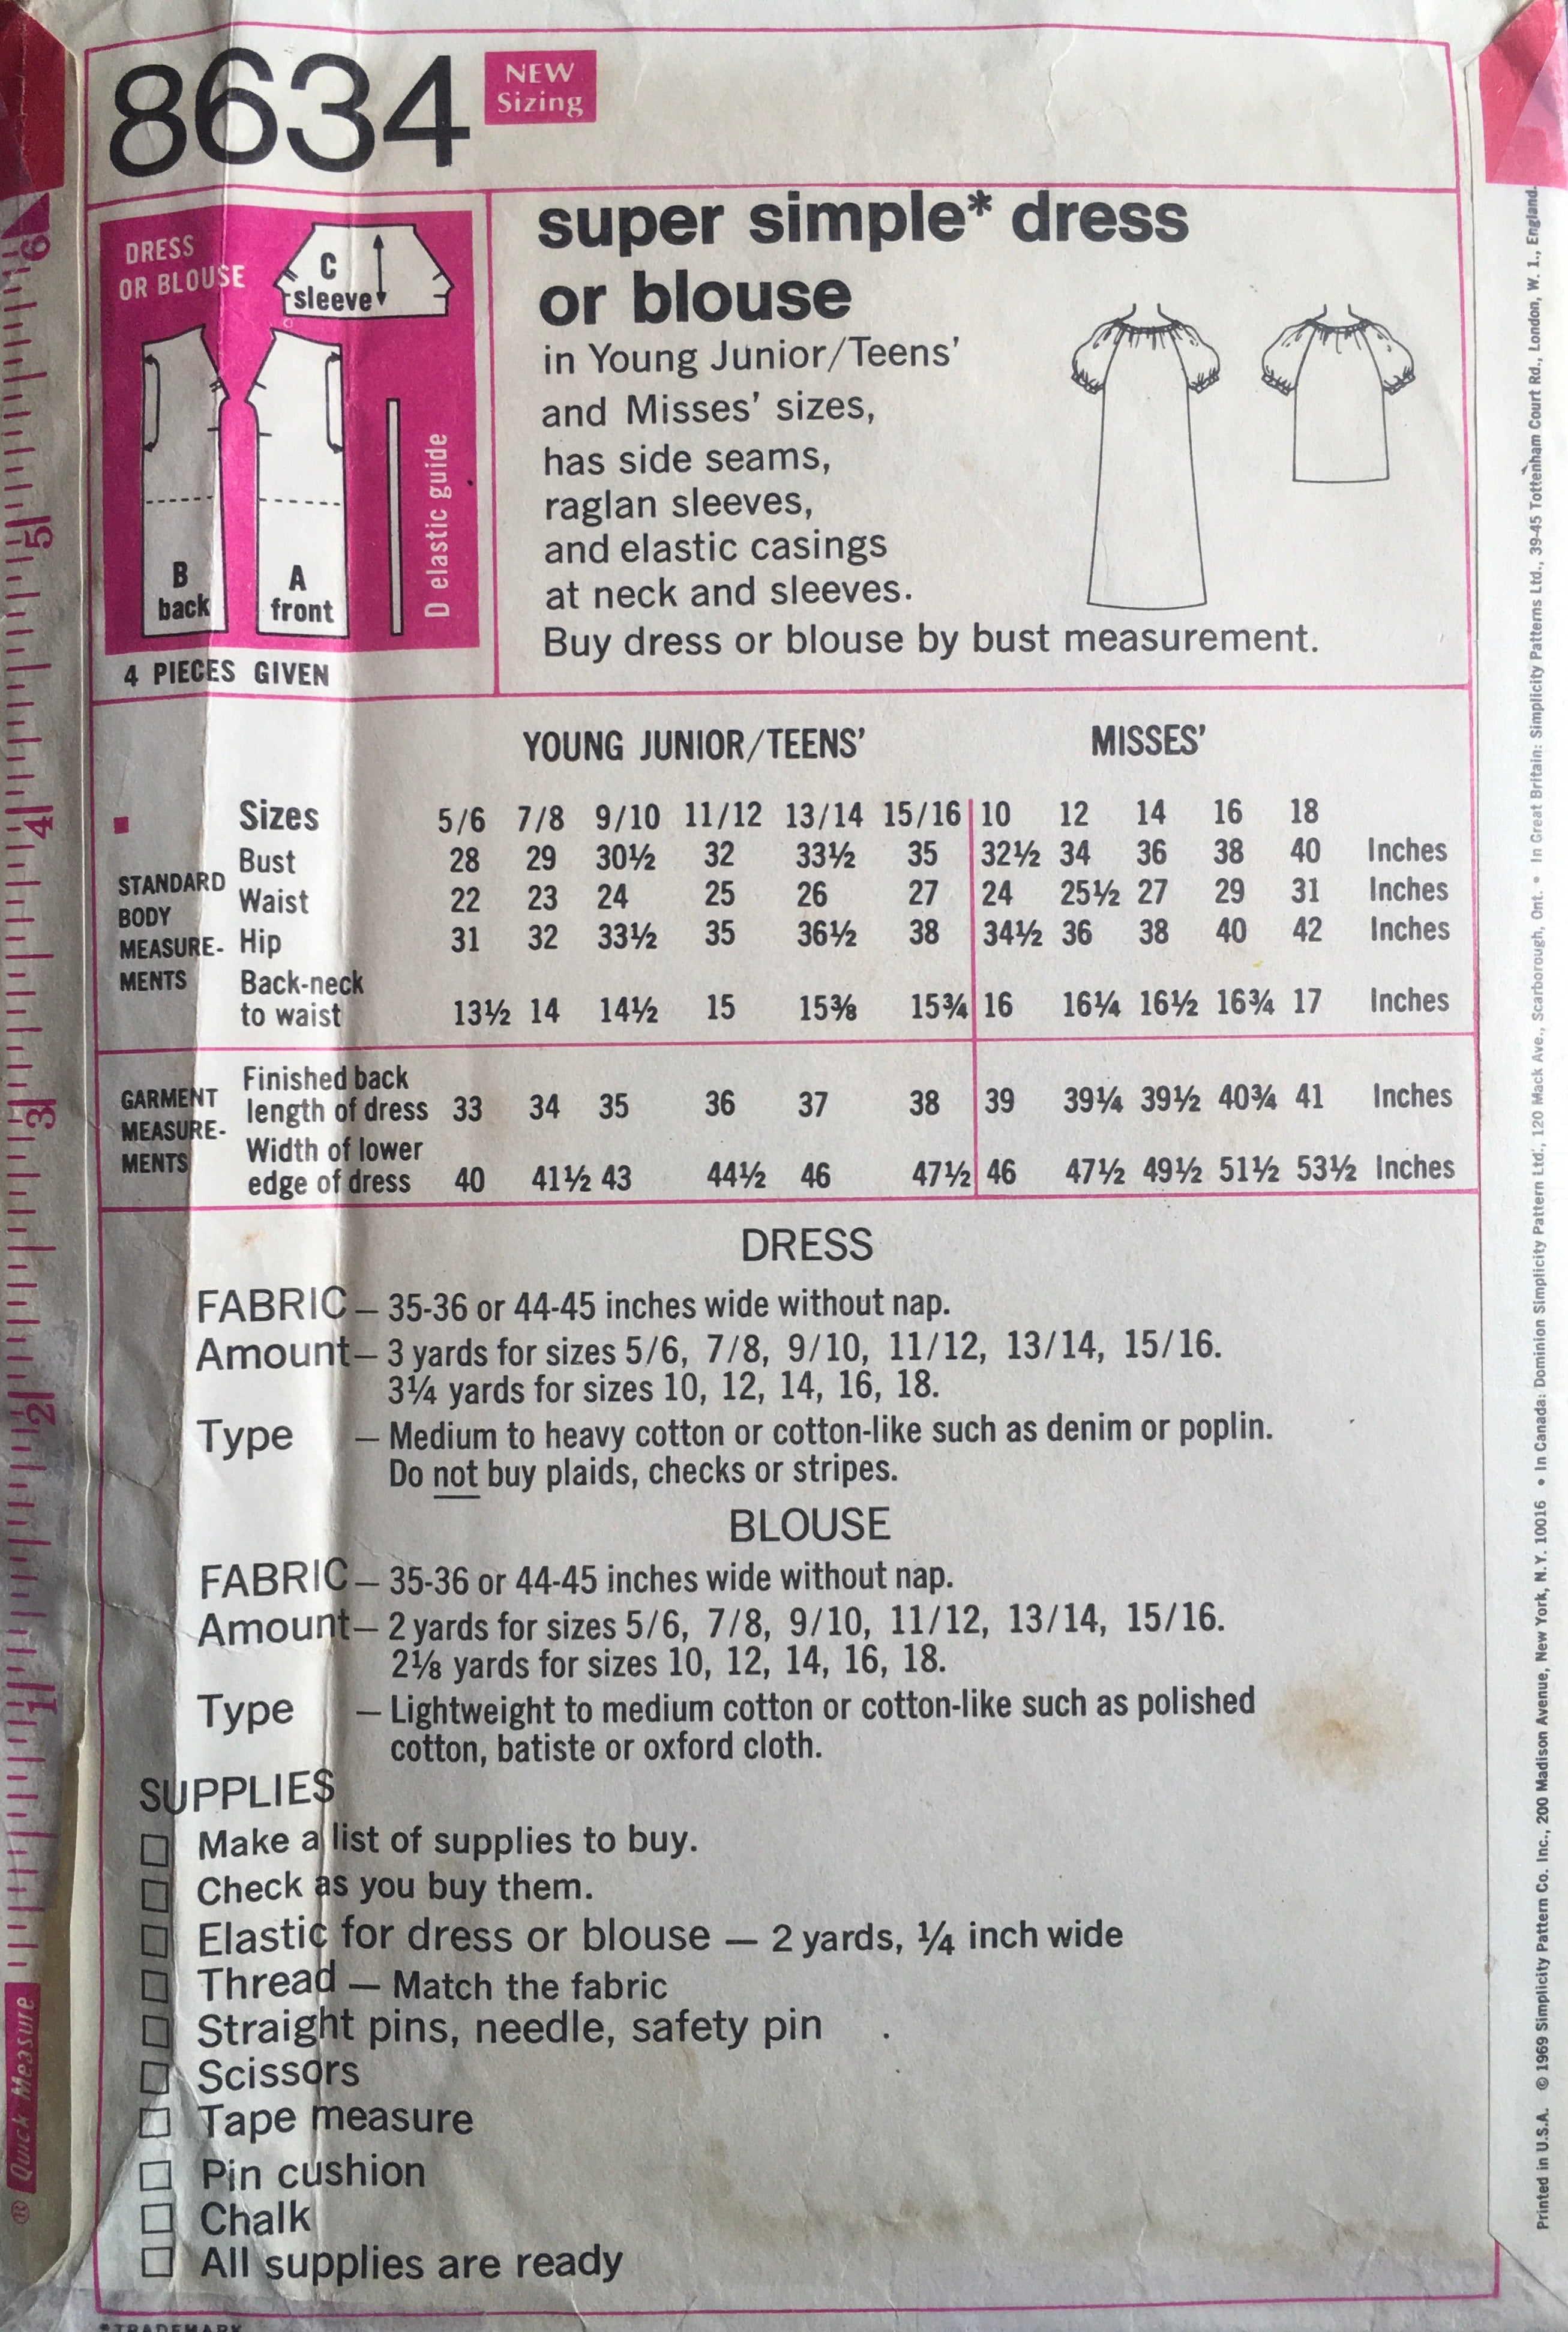 8634
NEW
Sizing
DRESS
OR BLOUSE
C
sleeve
B
back
A
front
D elastic guide
4 PIECES GIVEN
super simple* dress
or blouse
in Young Junior/Teens'
and Misses' sizes,
has side seams,
raglan sleeves,
and elastic casings
at neck and sleeves.
Buy dress or blouse by bust measurement.
YOUNG JUNIOR/TEENS' MISSES'
Sizes 5/6 7/8 9/10 11/12 13/14 15/16 10 12 14 16 18
STANDARD
BODY
MEASURE-
MENTS
Bust 28 29 30½ 32 33½ 35 32½ 34 36 38 40 Inches
Waist 22 23 24 25 26 27 24 25½ 27 29 31 Inches
Hip 31 32 33½ 35 36½ 38 34½ 36 38 40 42 Inches
Back-neck
to waist 13½ 14 14½ 15 15⅜ 15¾ 16 16¼ 16½ 16¾ 17 Inches
GARMENT
MEASURE-
MENTS
Finished back
length of dress 33 34 35 36 37 38 39 39¼ 39½ 40¾ 41 Inches
Width of lower
edge of dress 40 41½ 43 44½ 46 47½ 46 47½ 49½ 51½ 53½ Inches
DRESS
FABRIC – 35-36 or 44-45 inches wide without nap.
Amount – 3 yards for sizes 5/6, 7/8, 9/10, 11/12, 13/14, 15/16.
3¼ yards for sizes 10, 12, 14, 16, 18.
Type – Medium to heavy cotton or cotton-like such as denim or poplin.
Do not buy plaids, checks or stripes.
BLOUSE
FABRIC – 35-36 or 44-45 inches wide without nap.
Amount – 2 yards for sizes 5/6, 7/8, 9/10, 11/12, 13/14, 15/16.
2⅛ yards for sizes 10, 12, 14, 16, 18.
Type – Lightweight to medium cotton or cotton-like such as polished
cotton, batiste or oxford cloth.
SUPPLIES
Make a list of supplies to buy.
Check as you buy them.
Elastic for dress or blouse – 2 yards, ¼ inch wide
Thread – Match the fabric
Straight pins, needle, safety pin
Scissors
Tape measure
Pin cushion
Chalk
All supplies are ready
*TRADEMARK
6
5
4
3
2
1
® Quick Measure
Printed in U.S.A. © 1969 Simplicity Pattern Co. Inc., 200 Madison Avenue, New York, N.Y. 10016 • In Canada: Dominion Simplicity Pattern Ltd., 120 Mack Ave., Scarborough, Ont. • In Great Britain: Simplicity Patterns Ltd., 39-45 Tottenham Court Rd., London, W. 1., England.